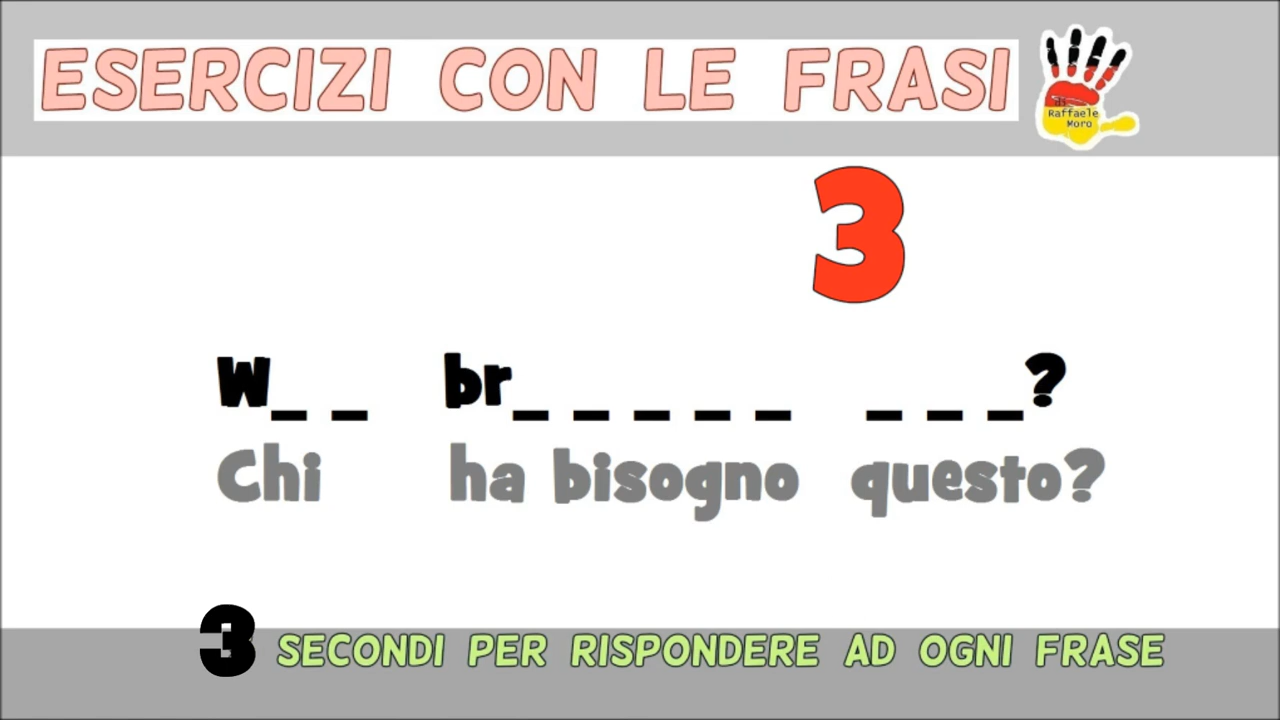 ESERCIZI CON LE FRASI
di
Raffaele
Moro
3
W_ _ br_ _ _ _ _ _ _ _?
Chi ha bisogno questo?
3 SECONDI PER RISPONDERE AD OGNI FRASE